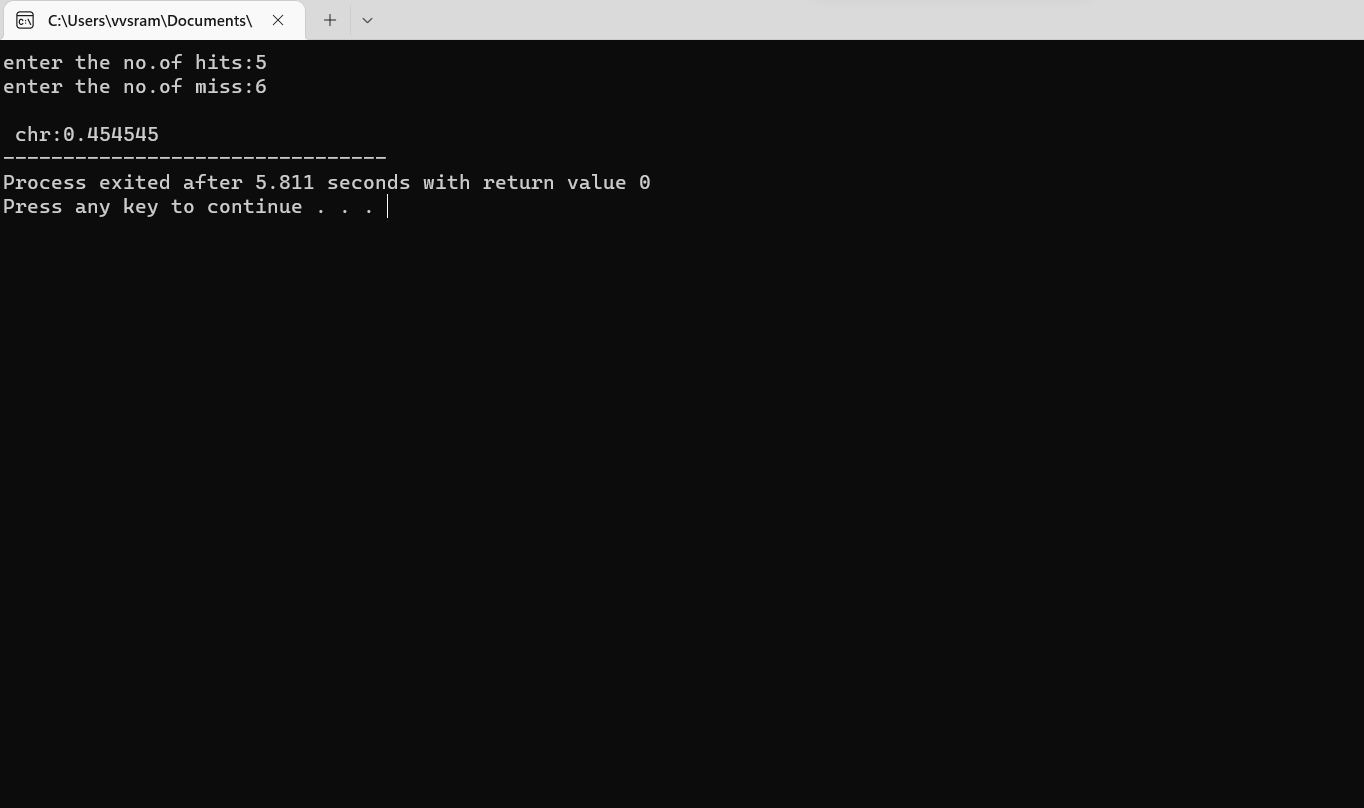 C:\Users\vvsram\Documents\
enter the no.of hits:5
enter the no.of miss:6
chr:0.454545
--------------------------------
Process exited after 5.811 seconds with return value 0
Press any key to continue . . .